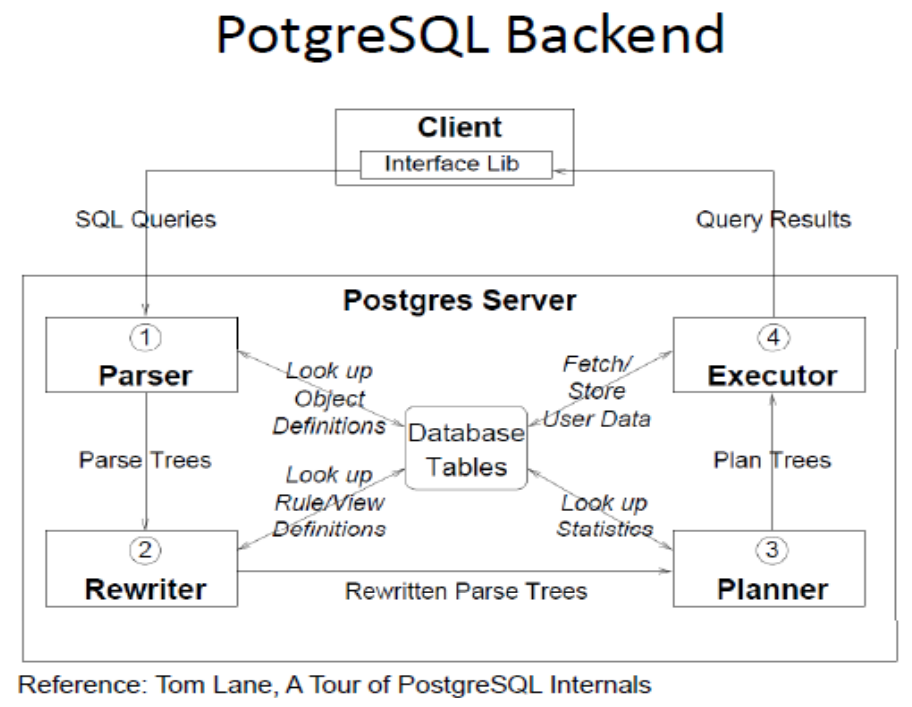 PotgreSQL Backend
Client
Interface Lib
SQL Queries
Query Results
Postgres Server
1
Parser
4
Executor
Look up
Object
Definitions
Fetch/
Store
User Data
Database
Tables
Parse Trees
Plan Trees
Look up
Rule/View
Definitions
Look up
Statistics
2
Rewriter
Rewritten Parse Trees
3
Planner
Reference: Tom Lane, A Tour of PostgreSQL Internals